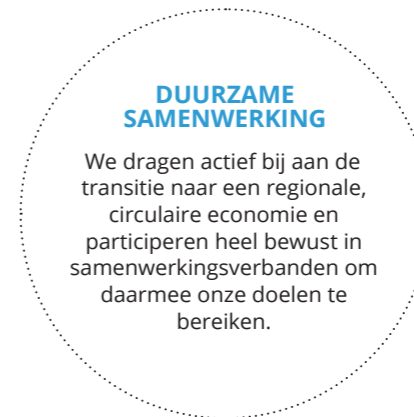 DUURZAME
SAMENWERKING
We dragen actief bij aan de
transitie naar een regionale,
circulaire economie en
participeren heel bewust in
samenwerkingsverbanden om
daarmee onze doelen te
bereiken.